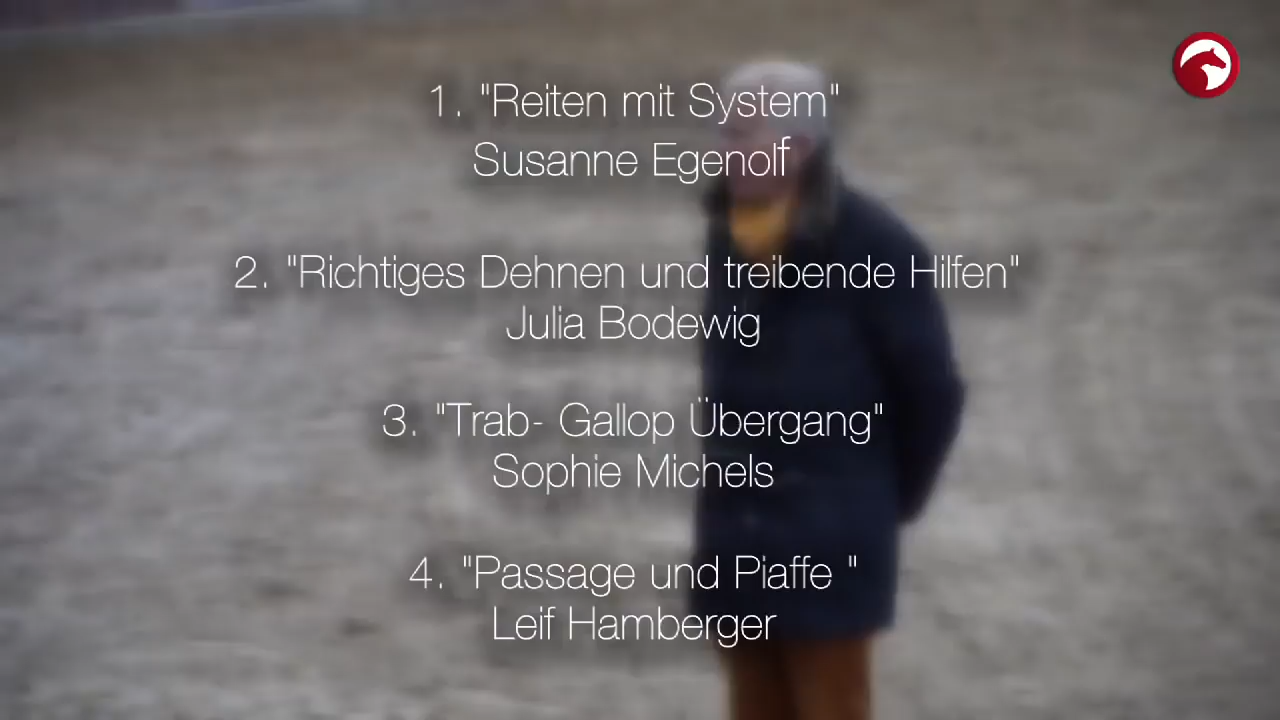 1. "Reiten mit System"
Susanne Egenolf
2. "Richtiges Dehnen und treibende Hilfen"
Julia Bodewig
3. "Trab- Gallop Übergang"
Sophie Michels
4. "Passage und Piaffe "
Leif Hamberger